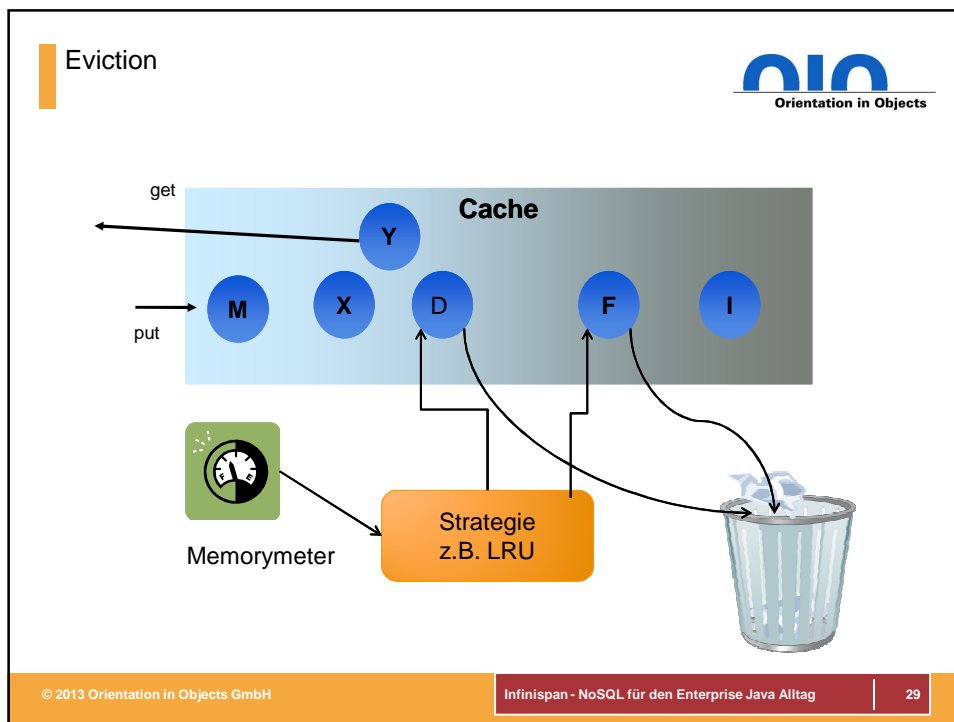 Eviction
OIO
Orientation in Objects
get
Cache
Y
M
X
D
F
I
put
F
E
Memorymeter
Strategie
z.B. LRU
© 2013 Orientation in Objects GmbH
Infinispan - NoSQL für den Enterprise Java Alltag
29